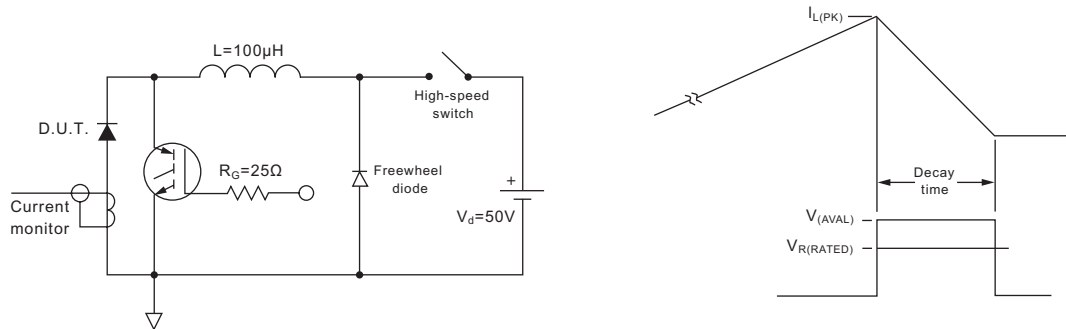 L=100μH
D.U.T.
High-speed
switch
R_G=25Ω
Freewheel
diode
Current
monitor
+
V_d=50V
I_L(PK)
Decay
time
V_(AVAL)
V_R(RATED)